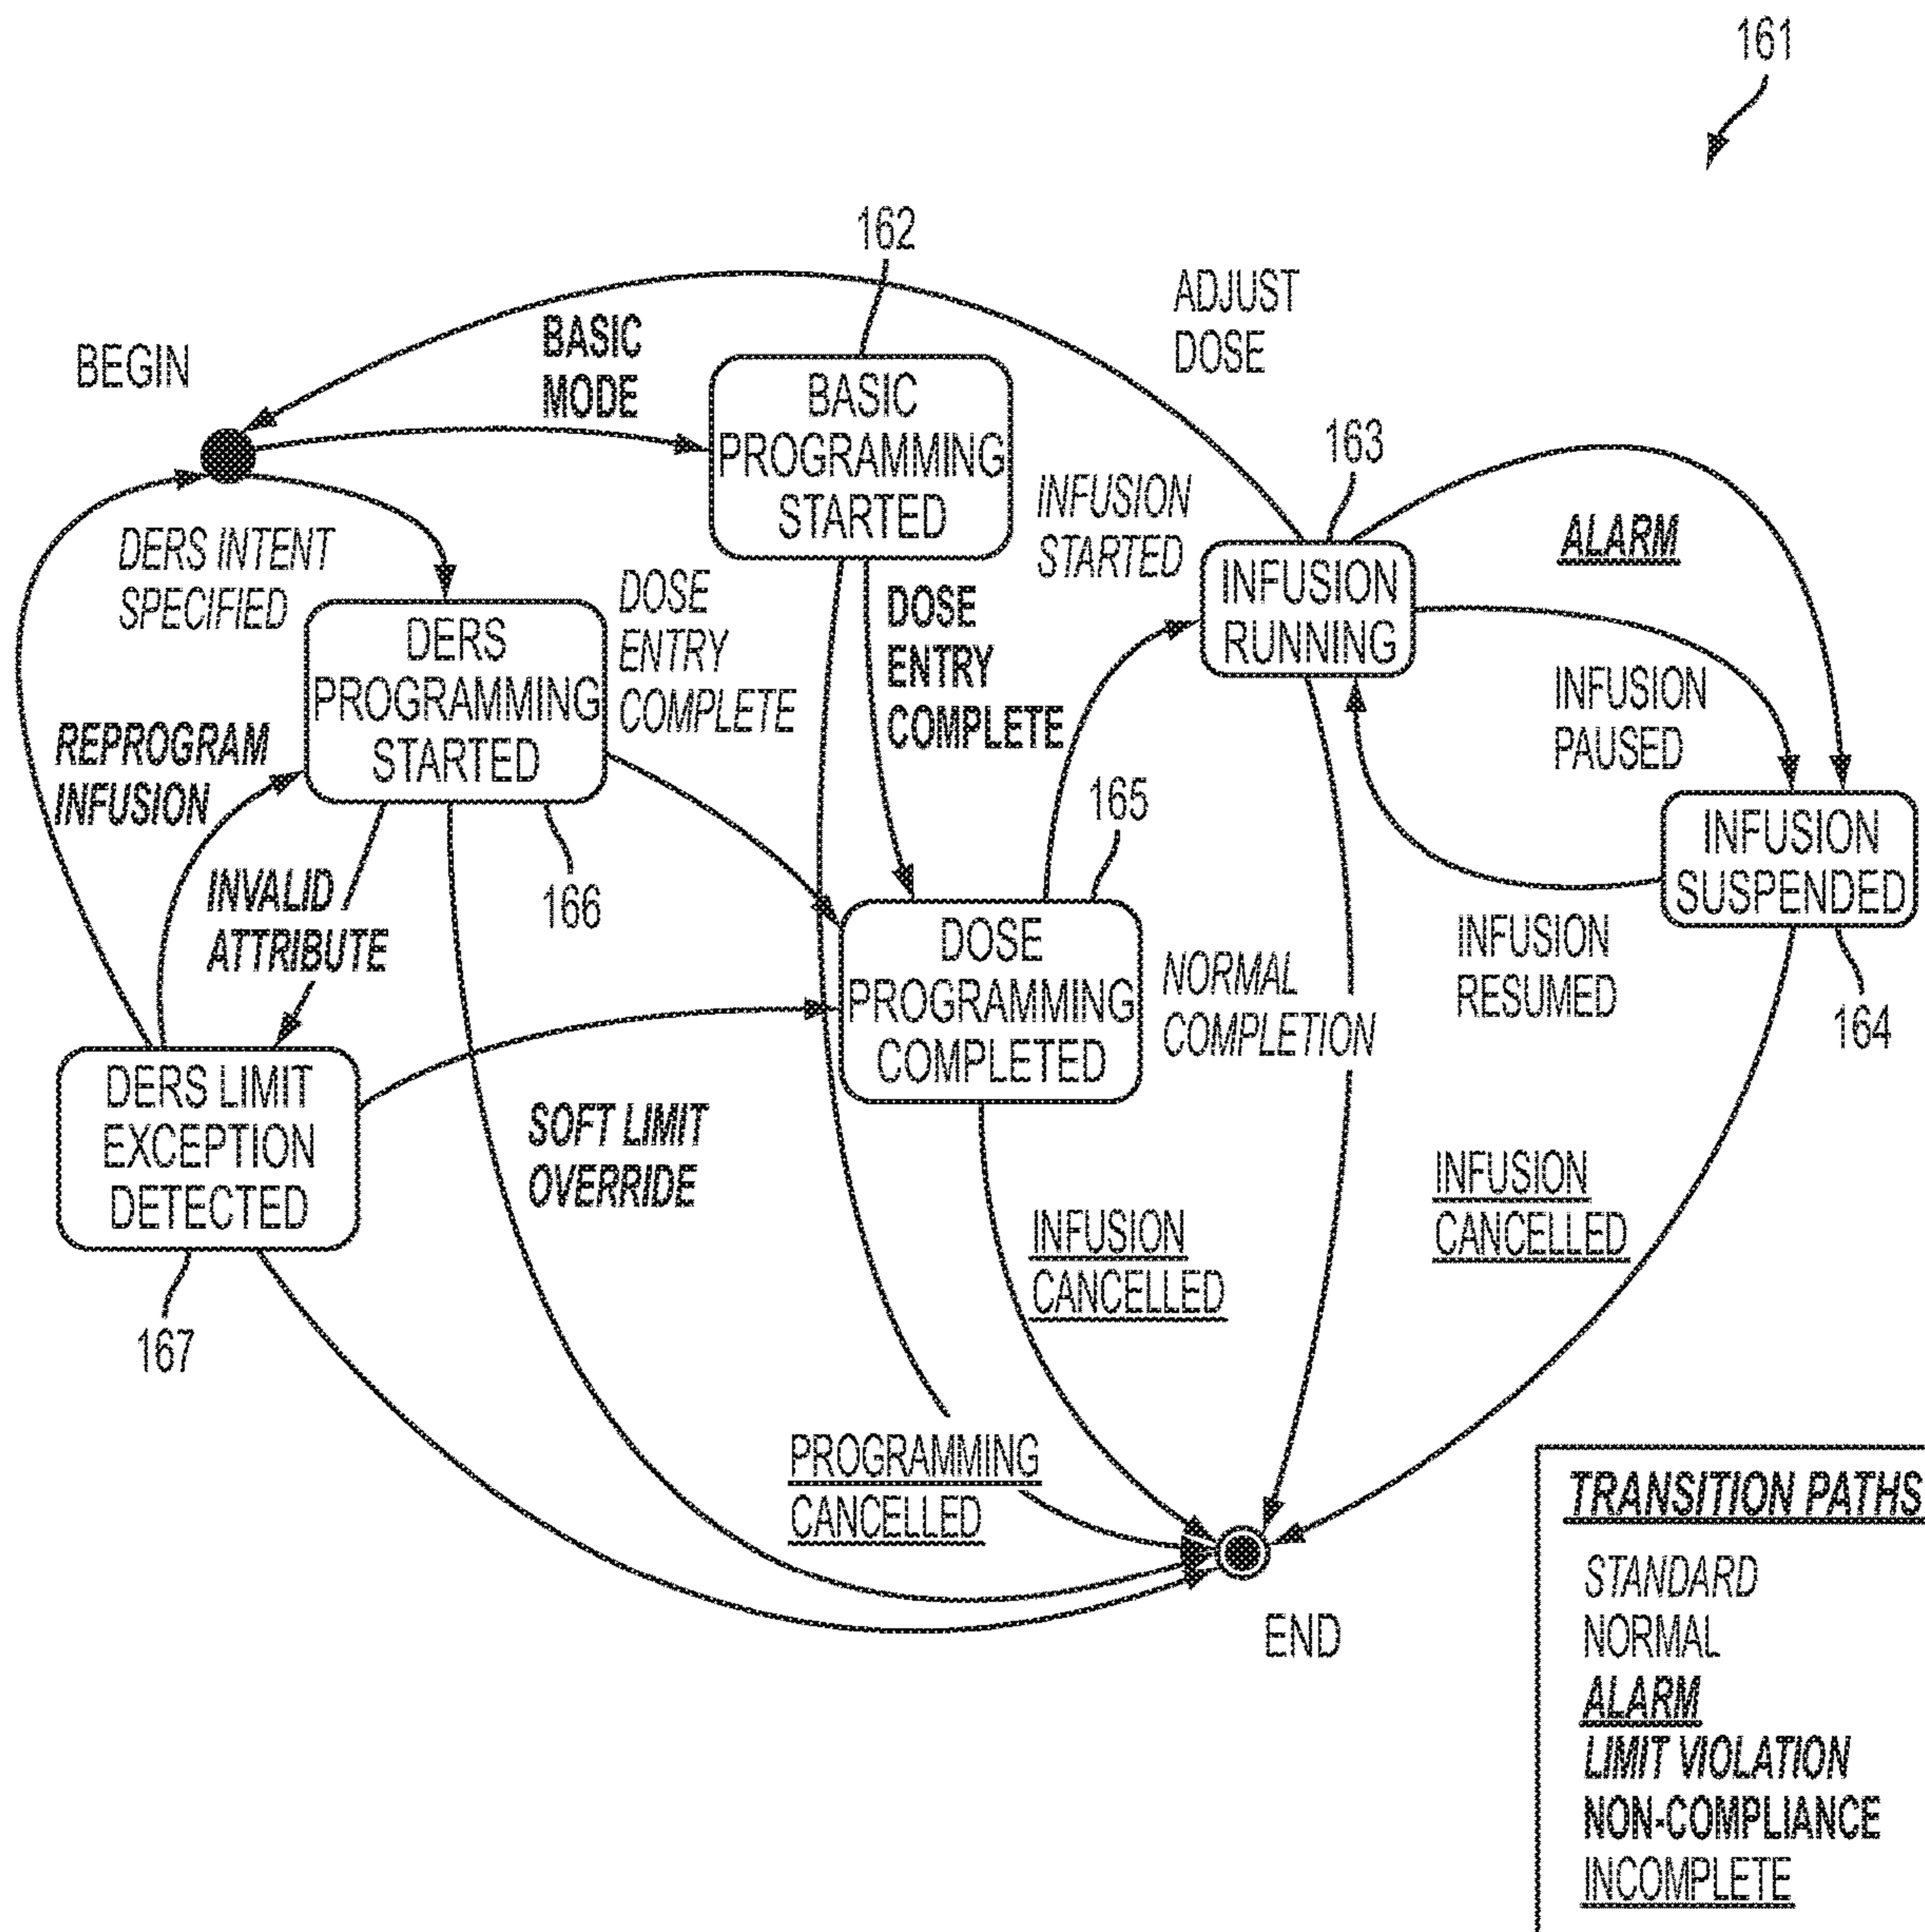 161
162
ADJUST
DOSE
BASIC
MODE
BEGIN
BASIC
PROGRAMMING
STARTED
163
INFUSION
STARTED
ALARM
DERS INTENT
SPECIFIED
INFUSION
RUNNING
DOSE
ENTRY
COMPLETE
DOSE
ENTRY
COMPLETE
DERS
PROGRAMMING
STARTED
INFUSION
PAUSED
REPROGRAM
INFUSION
165
INFUSION
SUSPENDED
166
INVALID
ATTRIBUTE
DOSE
PROGRAMMING
COMPLETED
INFUSION
RESUMED
NORMAL
COMPLETION
164
DERS LIMIT
EXCEPTION
DETECTED
SOFT LIMIT
OVERRIDE
INFUSION
CANCELLED
INFUSION
CANCELLED
167
PROGRAMMING
CANCELLED
END
TRANSITION PATHS
STANDARD
NORMAL
ALARM
LIMIT VIOLATION
NON-COMPLIANCE
INCOMPLETE